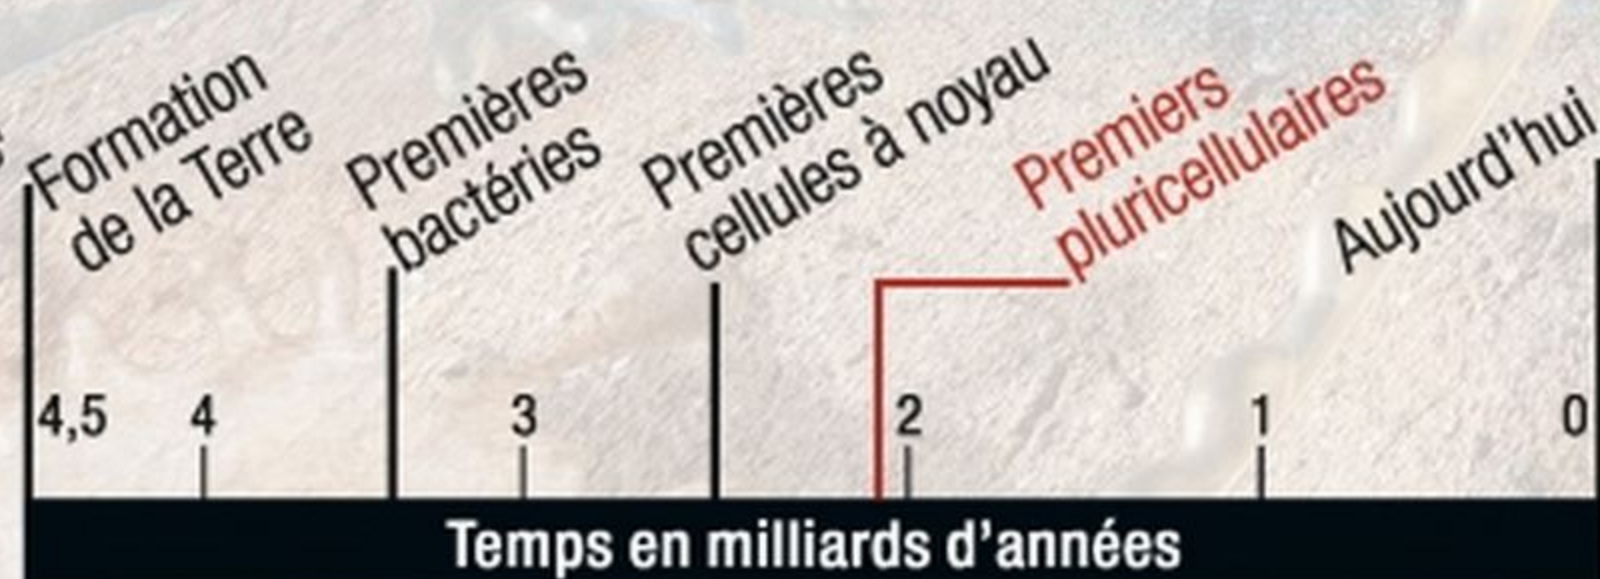 Formation
de la Terre
Premières
bactéries
Premières
cellules à noyau
Premiers
pluricellulaires
Aujourd'hui
4,5 4 3 2 1 0
Temps en milliards d'années